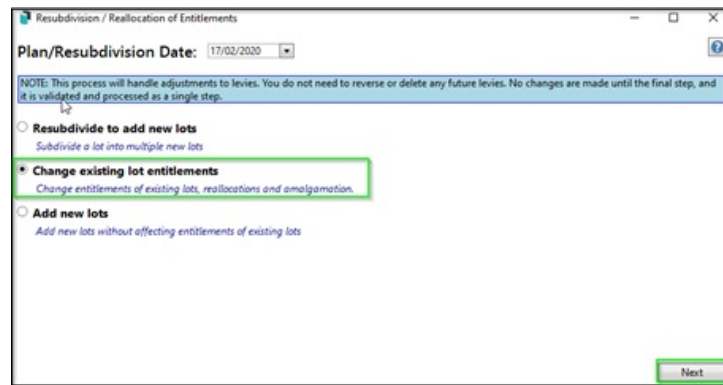 Resubdivision / Reallocation of Entitlements
Plan/Resubdivision Date: 17/02/2020
NOTE: This process will handle adjustments to levies. You do not need to reverse or delete any future levies. No changes are made until the final step, and
it is validated and processed as a single step.
Resubdivide to add new lots
Subdivide a lot into multiple new lots
Change existing lot entitlements
Change entitlements of existing lots, reallocations and amalgamation.
Add new lots
Add new lots without affecting entitlements of existing lots
Next